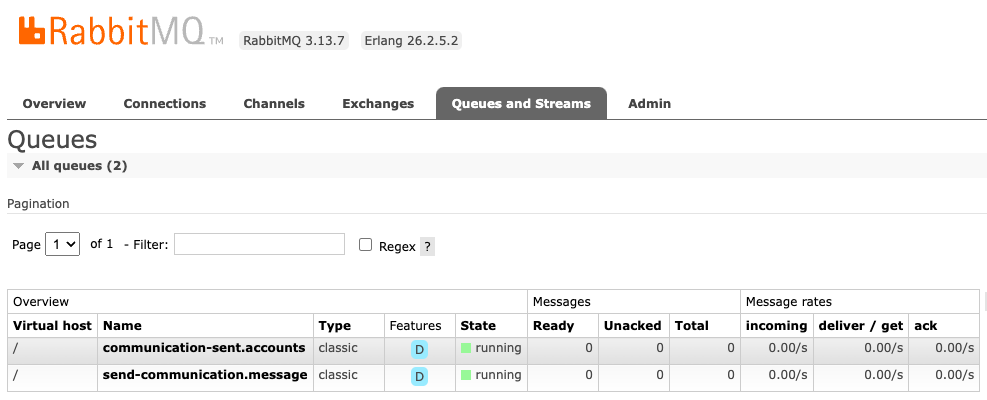 RabbitMQ TM RabbitMQ 3.13.7 Erlang 26.2.5.2
Overview Connections Channels Exchanges Queues and Streams Admin
Queues
All queues (2)
Pagination
Page 1 of 1 - Filter: Regex ?
Overview Messages Message rates
Virtual host Name Type Features State Ready Unacked Total incoming deliver / get ack
/ communication-sent.accounts classic D running 0 0 0 0.00/s 0.00/s 0.00/s
/ send-communication.message classic D running 0 0 0 0.00/s 0.00/s 0.00/s